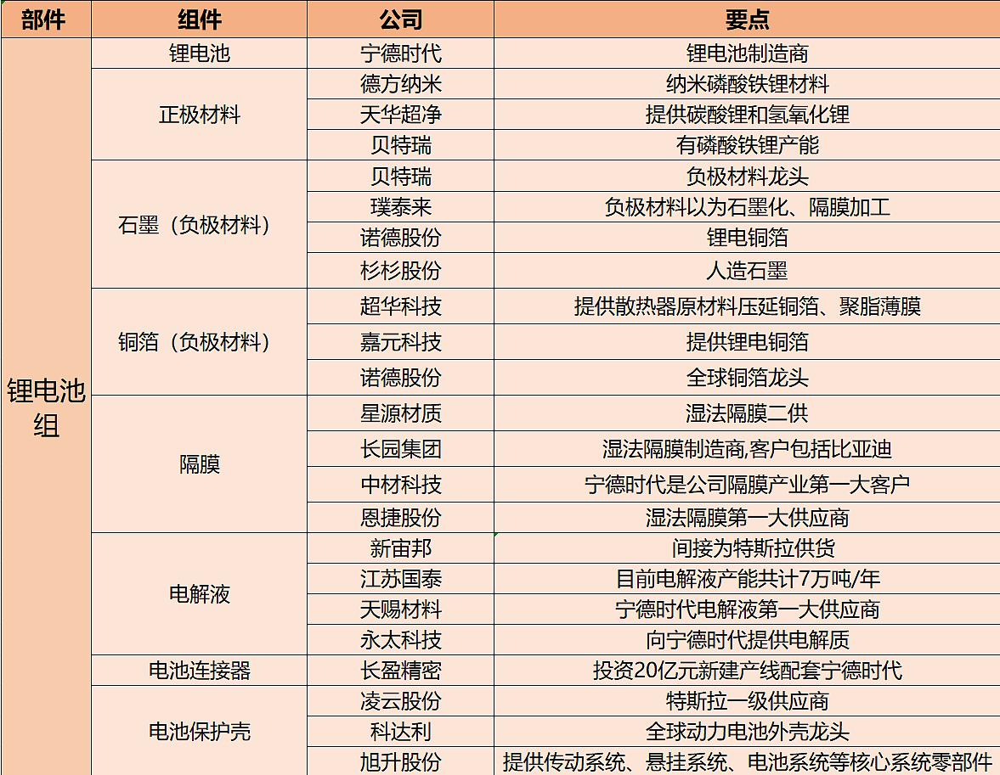 部件 组件 公司 要点
锂电池组
锂电池 宁德时代 锂电池制造商
正极材料 德方纳米 纳米磷酸铁锂材料
天华超净 提供碳酸锂和氢氧化锂
贝特瑞 有磷酸铁锂产能
石墨（负极材料） 贝特瑞 负极材料龙头
璞泰来 负极材料以为石墨化、隔膜加工
诺德股份 锂电铜箔
杉杉股份 人造石墨
铜箔（负极材料） 超华科技 提供散热器原材料压延铜箔、聚脂薄膜
嘉元科技 提供锂电铜箔
诺德股份 全球铜箔龙头
隔膜 星源材质 湿法隔膜二供
长园集团 湿法隔膜制造商,客户包括比亚迪
中材科技 宁德时代是公司隔膜产业第一大客户
恩捷股份 湿法隔膜第一大供应商
电解液 新宙邦 间接为特斯拉供货
江苏国泰 目前电解液产能共计7万吨/年
天赐材料 宁德时代电解液第一大供应商
永太科技 向宁德时代提供电解质
电池连接器 长盈精密 投资20亿元新建产线配套宁德时代
电池保护壳 凌云股份 特斯拉一级供应商
科达利 全球动力电池外壳龙头
旭升股份 提供传动系统、悬挂系统、电池系统等核心系统零部件